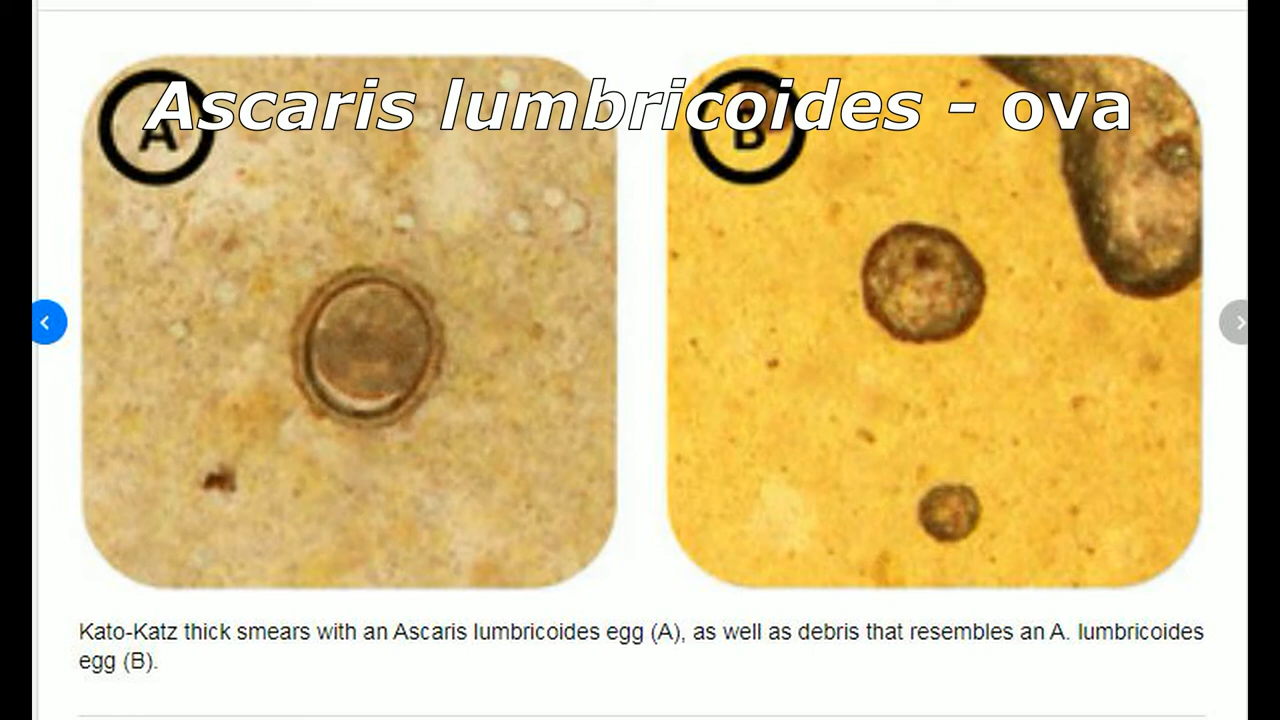 Ascaris lumbricoides - ova
A
B
Kato-Katz thick smears with an Ascaris lumbricoides egg (A), as well as debris that resembles an A. lumbricoides
egg (B).